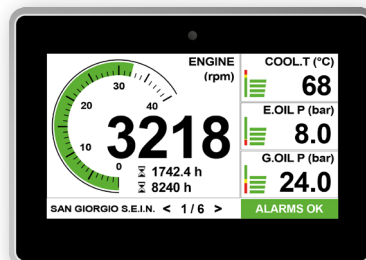 ENGINE
(rpm)
30
20
40
10
0
3218
1742.4 h
8240 h
COOL.T (°C)
68
E.OIL P (bar)
8.0
G.OIL P (bar)
24.0
SAN GIORGIO S.E.I.N. < 1/6 > ALARMS OK